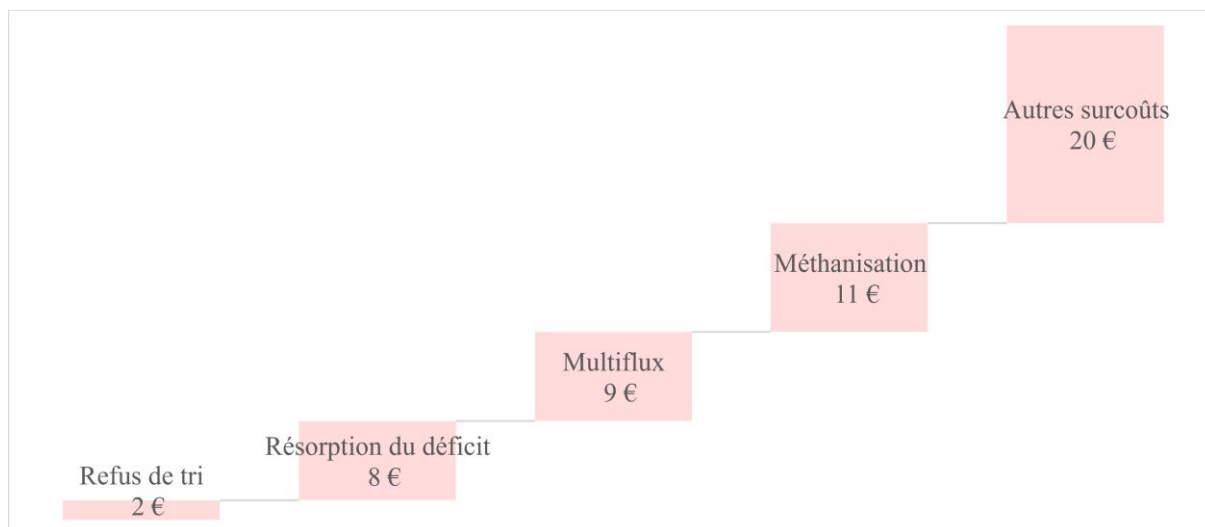 Refus de tri
2 €
Résorption du déficit
8 €
Multiflux
9 €
Méthanisation
11 €
Autres surcoûts
20 €